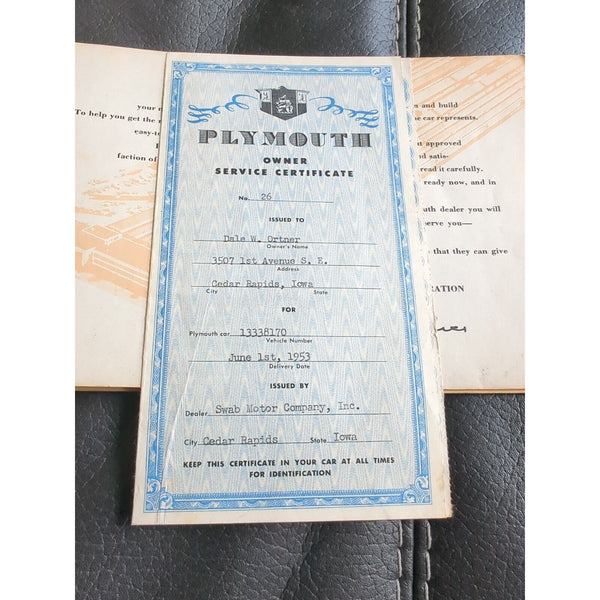 your n
To help you get the m
easy-to
faction of
PLYMOUTH
OWNER
SERVICE CERTIFICATE
No. 26
ISSUED TO
Dale W. Ortner
Owner's Name
3507 1st Avenue S. E.
Address
Cedar Rapids, Iowa
City State
FOR
Plymouth car 13338170
Vehicle Number
June 1st, 1953
Delivery Date
ISSUED BY
Dealer Swab Motor Company, Inc.
City Cedar Rapids State Iowa
KEEP THIS CERTIFICATE IN YOUR CAR AT ALL TIMES
FOR IDENTIFICATION
n and build
e car represents.
approved
and satis-
read it carefully.
ready now, and in
uth dealer you will
serve you—
that they can give
RATION